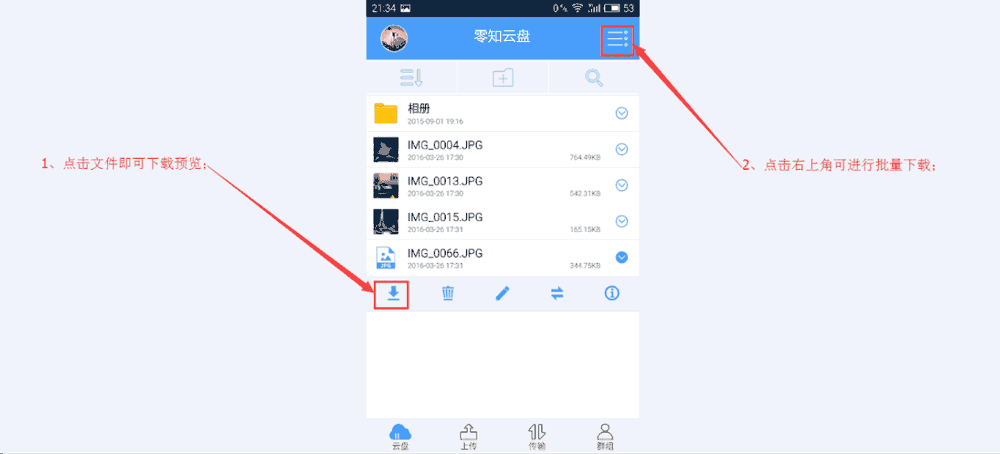 21:34
0% 53
零知云盘
相册
2015-09-01 19:16
IMG_0004.JPG
2016-03-26 17:30 764.49KB
IMG_0013.JPG
2016-03-26 17:30 542.31KB
IMG_0015.JPG
2016-03-26 17:31 165.15KB
IMG_0066.JPG
JPG
2016-03-26 17:31 344.75KB
1、点击文件即可下载预览;
2、点击右上角可进行批量下载;
云盘 上传 传输 群组